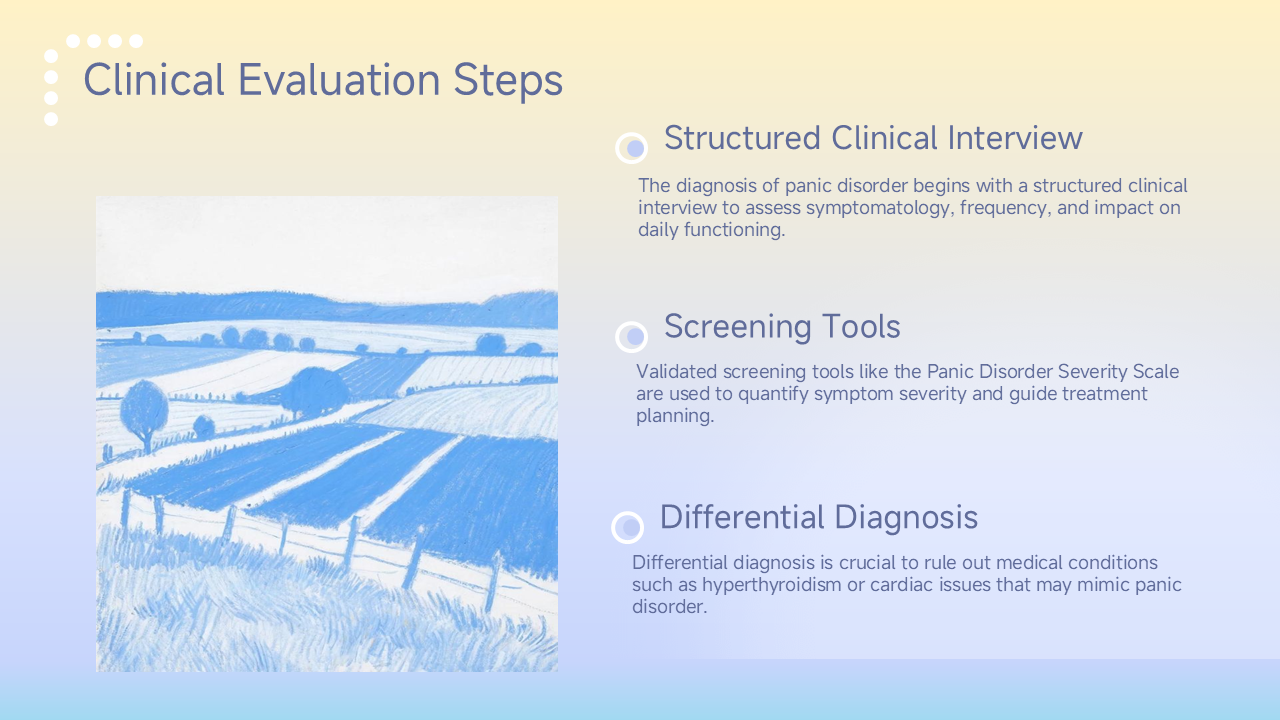 Clinical Evaluation Steps
Structured Clinical Interview
The diagnosis of panic disorder begins with a structured clinical
interview to assess symptomatology, frequency, and impact on
daily functioning.
Screening Tools
Validated screening tools like the Panic Disorder Severity Scale
are used to quantify symptom severity and guide treatment
planning.
Differential Diagnosis
Differential diagnosis is crucial to rule out medical conditions
such as hyperthyroidism or cardiac issues that may mimic panic
disorder.